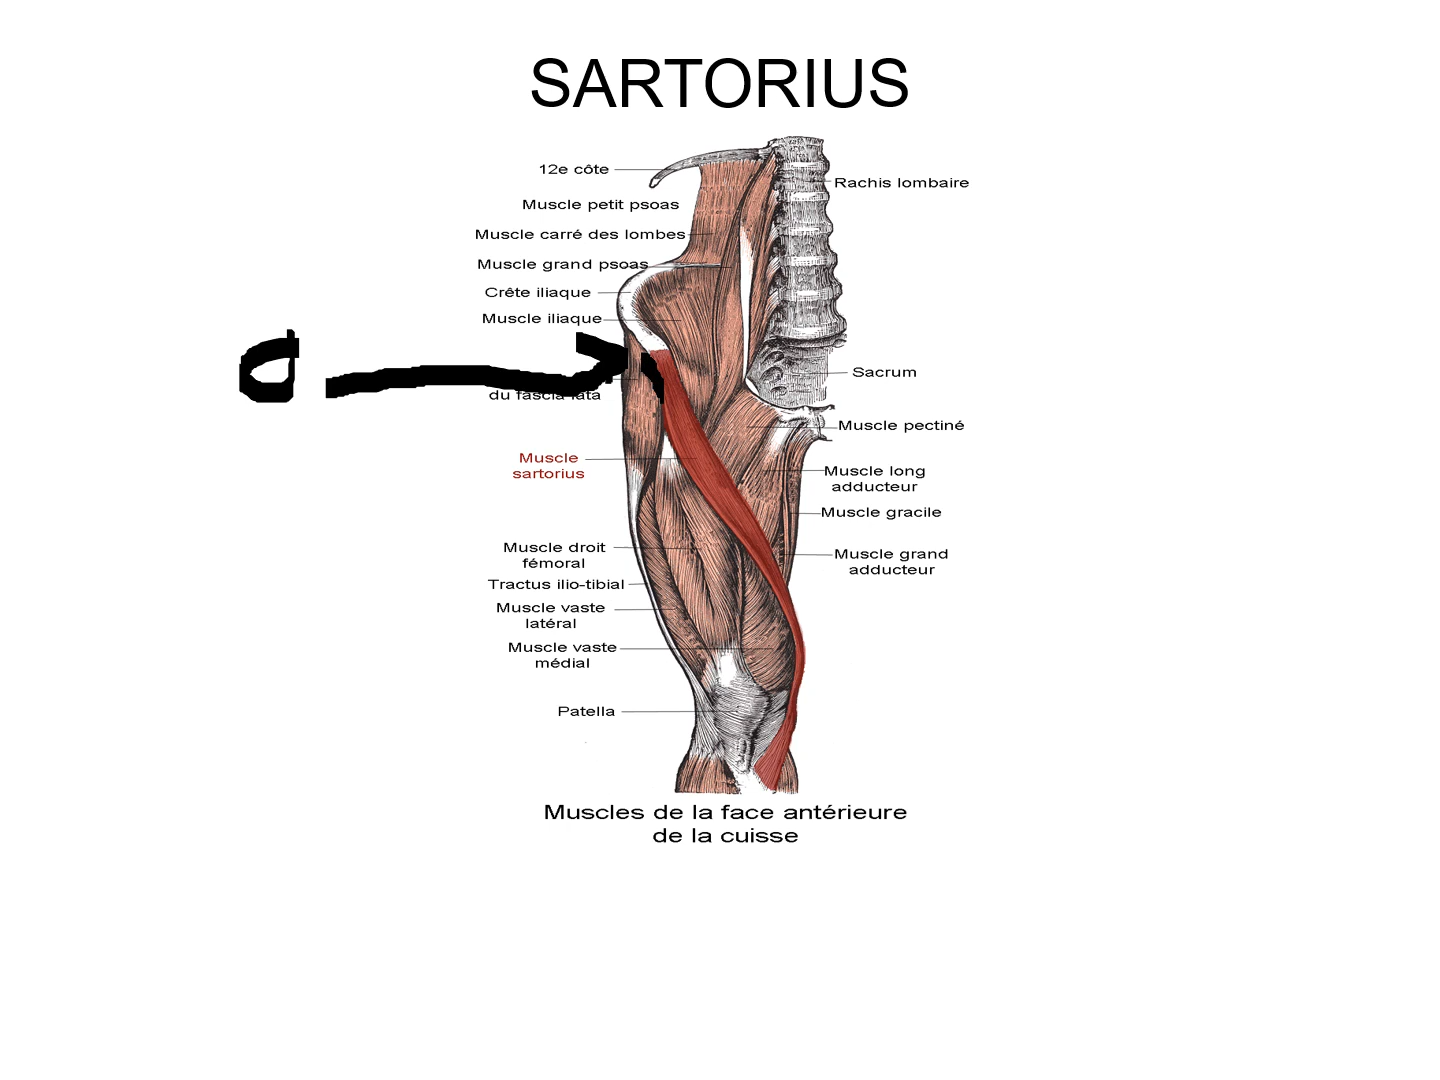 SARTORIUS
12e côte
Rachis lombaire
Muscle petit psoas
Muscle carré des lombes
Muscle grand psoas
Crête iliaque
Muscle iliaque
a
Sacrum
du fascia lata
Muscle pectiné
Muscle
sartorius
Muscle long
adducteur
Muscle gracile
Muscle droit
fémoral
Muscle grand
adducteur
Tractus ilio-tibial
Muscle vaste
latéral
Muscle vaste
médial
Patella
Muscles de la face antérieure
de la cuisse